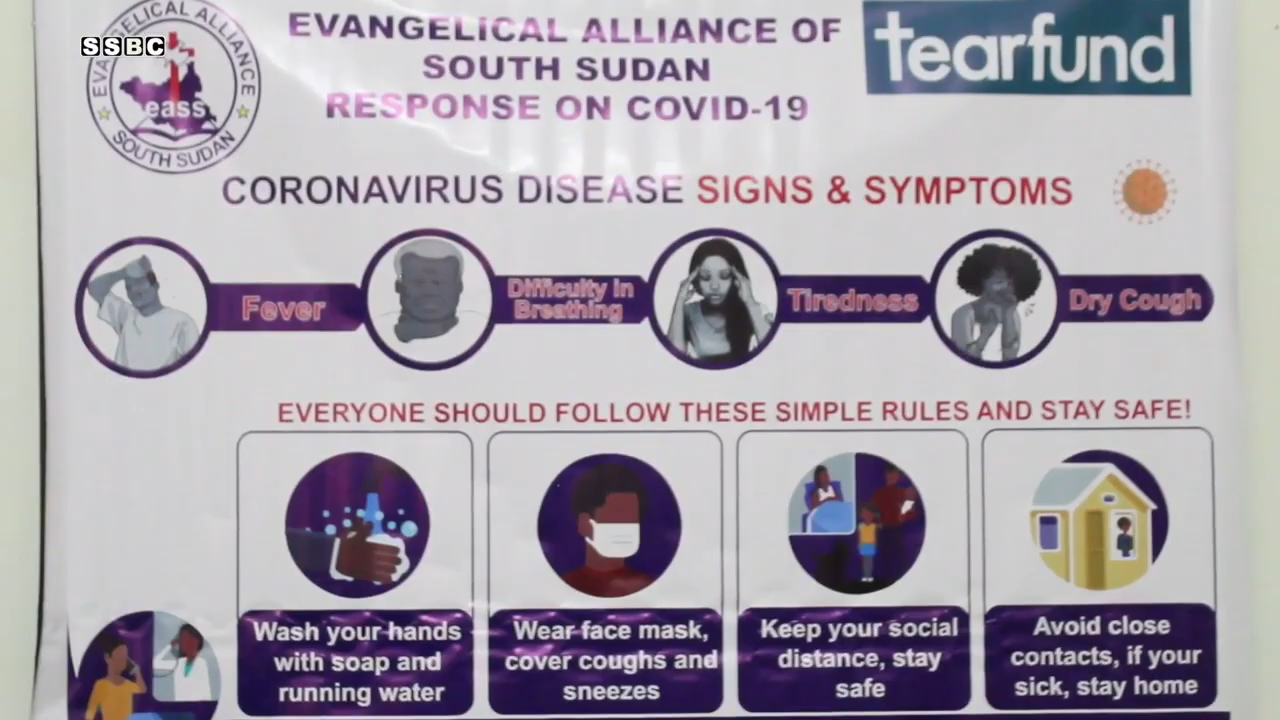 SSBC
EVANGELICAL ALLIANCE
eass
SOUTH SUDAN
EVANGELICAL ALLIANCE OF
SOUTH SUDAN
RESPONSE ON COVID-19
tearfund
CORONAVIRUS DISEASE SIGNS & SYMPTOMS
Fever
Difficulty in
Breathing
Tiredness
Dry Cough
EVERYONE SHOULD FOLLOW THESE SIMPLE RULES AND STAY SAFE!
Wash your hands
with soap and
running water
Wear face mask,
cover coughs and
sneezes
Keep your social
distance, stay
safe
Avoid close
contacts, if your
sick, stay home